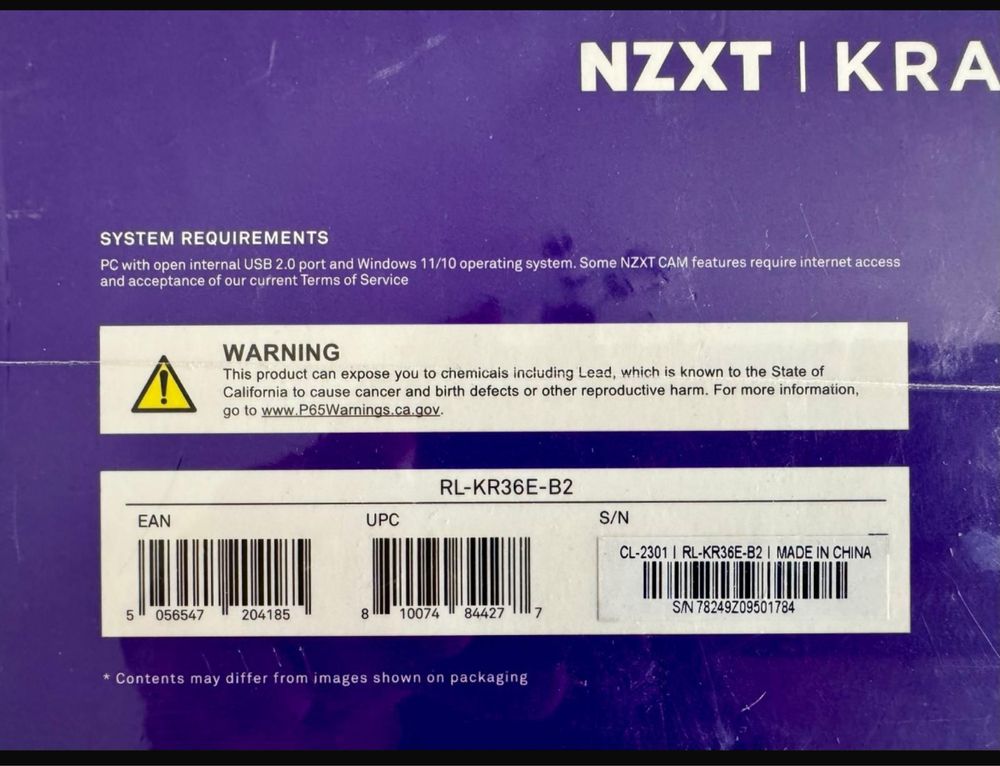 NZXT | KRA
SYSTEM REQUIREMENTS
PC with open internal USB 2.0 port and Windows 11/10 operating system. Some NZXT CAM features require internet access
and acceptance of our current Terms of Service
WARNING
This product can expose you to chemicals including Lead, which is known to the State of
California to cause cancer and birth defects or other reproductive harm. For more information,
go to www.P65Warnings.ca.gov.
RL-KR36E-B2
EAN UPC S/N
CL-2301 | RL-KR36E-B2 | MADE IN CHINA
S/N 78249Z09501784
5 056547 204185 8 10074 84427 7
* Contents may differ from images shown on packaging